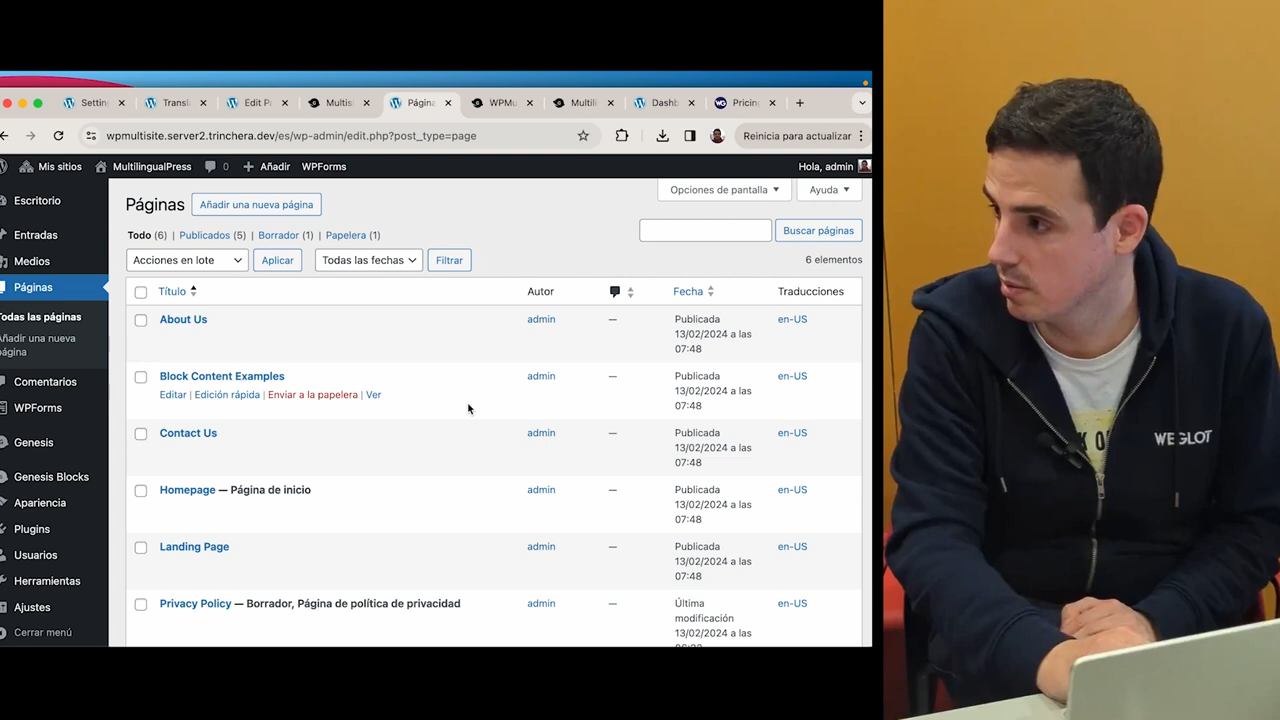 Settin
Transl
Edit Pa
Multis
Página
WPMu
Multili
Dashb
Pricing
wpmultisite.server2.trinchera.dev/es/wp-admin/edit.php?post_type=page
Reinicia para actualizar
Mis sitios
MultilingualPress
0
Añadir
WPForms
Hola, admin
Escritorio
Entradas
Medios
Páginas
Todas las páginas
Añadir una nueva
página
Comentarios
WPForms
Genesis
Genesis Blocks
Apariencia
Plugins
Usuarios
Herramientas
Ajustes
Cerrar menú
Páginas
Añadir una nueva página
Opciones de pantalla
Ayuda
Todo (6) | Publicados (5) | Borrador (1) | Papelera (1)
Buscar páginas
Acciones en lote
Aplicar
Todas las fechas
Filtrar
6 elementos
Título
Autor
Fecha
Traducciones
About Us
admin
—
Publicada
13/02/2024 a las
07:48
en-US
Block Content Examples
Editar | Edición rápida | Enviar a la papelera | Ver
admin
—
Publicada
13/02/2024 a las
07:48
en-US
Contact Us
admin
—
Publicada
13/02/2024 a las
07:48
en-US
Homepage — Página de inicio
admin
—
Publicada
13/02/2024 a las
07:48
en-US
Landing Page
admin
—
Publicada
13/02/2024 a las
07:48
en-US
Privacy Policy — Borrador, Página de política de privacidad
admin
—
Última
modificación
13/02/2024 a las
en-US
WEGLOT